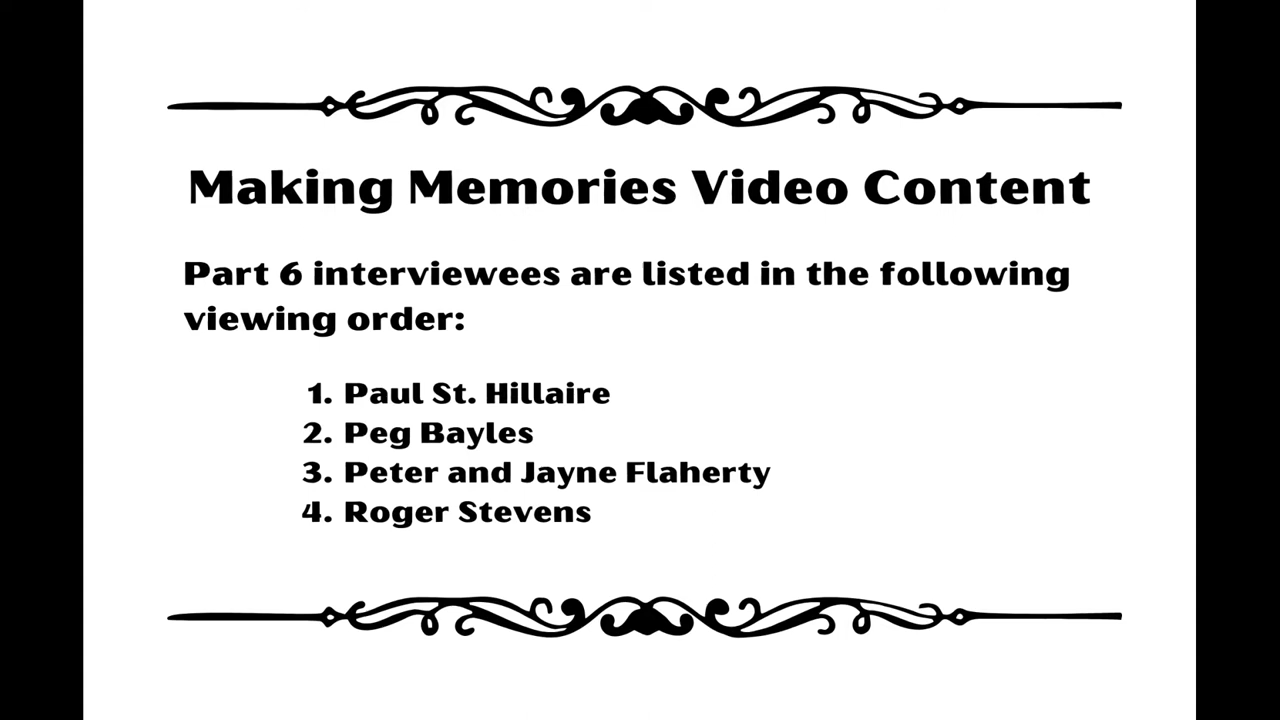 Making Memories Video Content
Part 6 interviewees are listed in the following
viewing order:
1. Paul St. Hillaire
2. Peg Bayles
3. Peter and Jayne Flaherty
4. Roger Stevens